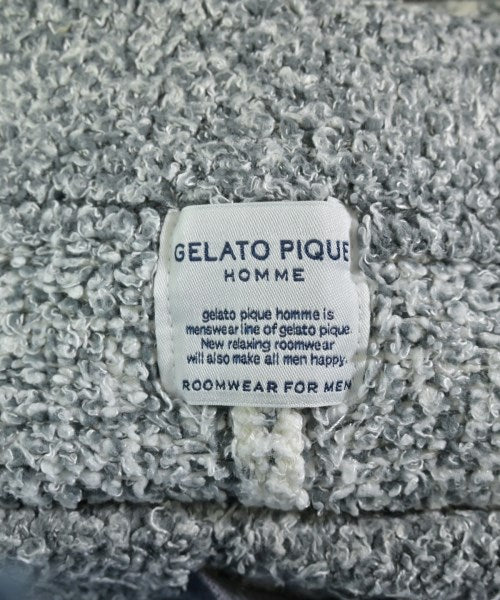 GELATO PIQUE
HOMME
gelato pique homme is
menswear line of gelato pique.
New relaxing roomwear
will also make all men happy.
ROOMWEAR FOR MEN